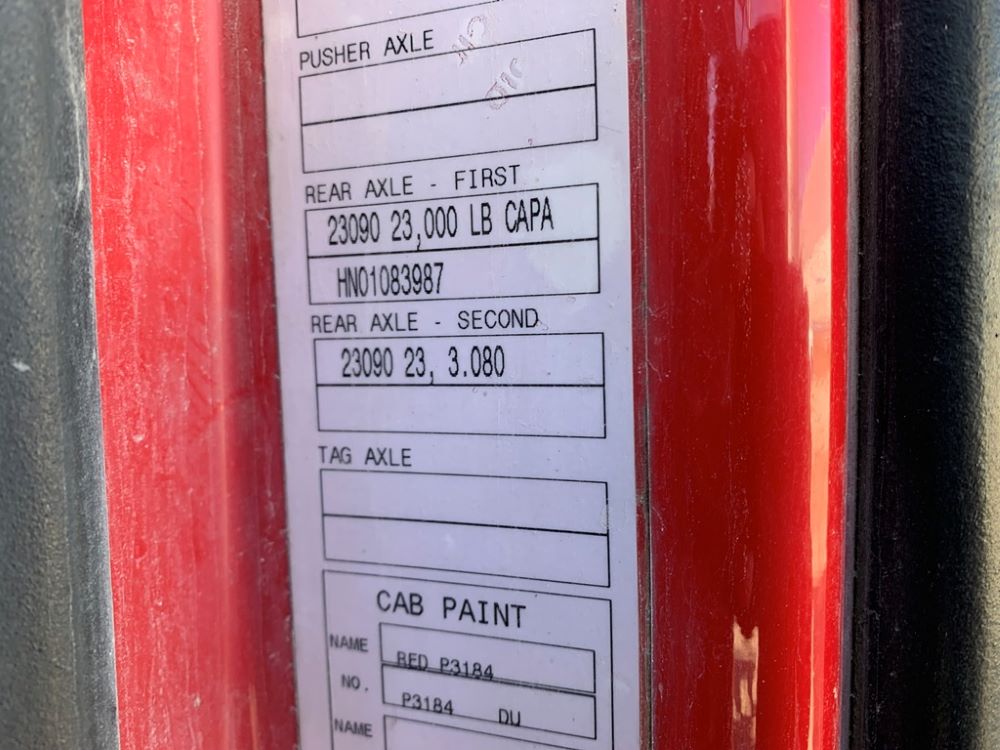 PUSHER AXLE
REAR AXLE - FIRST
23090 23,000 LB CAPA
HN01083987
REAR AXLE - SECOND
23090 23, 3.080
TAG AXLE
CAB PAINT
NAME RED P3184
NO. P3184 DU
NAME